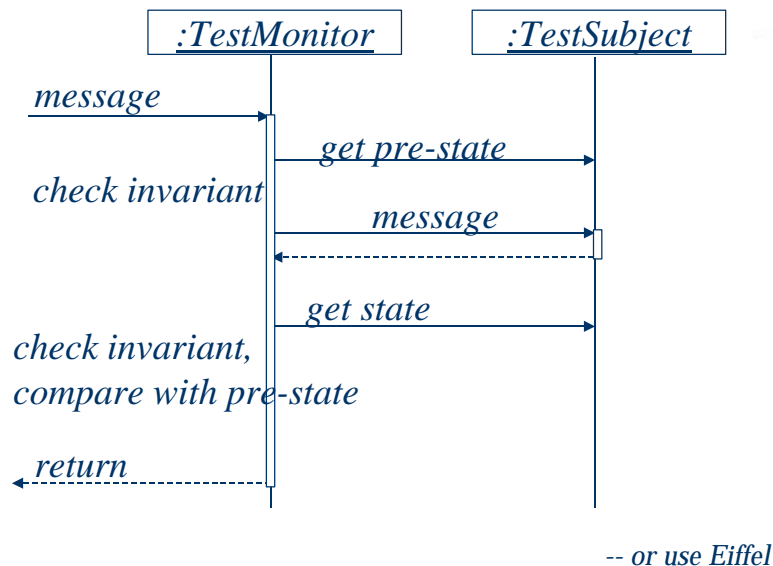 :TestMonitor
:TestSubject
message
get pre-state
check invariant
message
get state
check invariant,
compare with pre-state
return
-- or use Eiffel